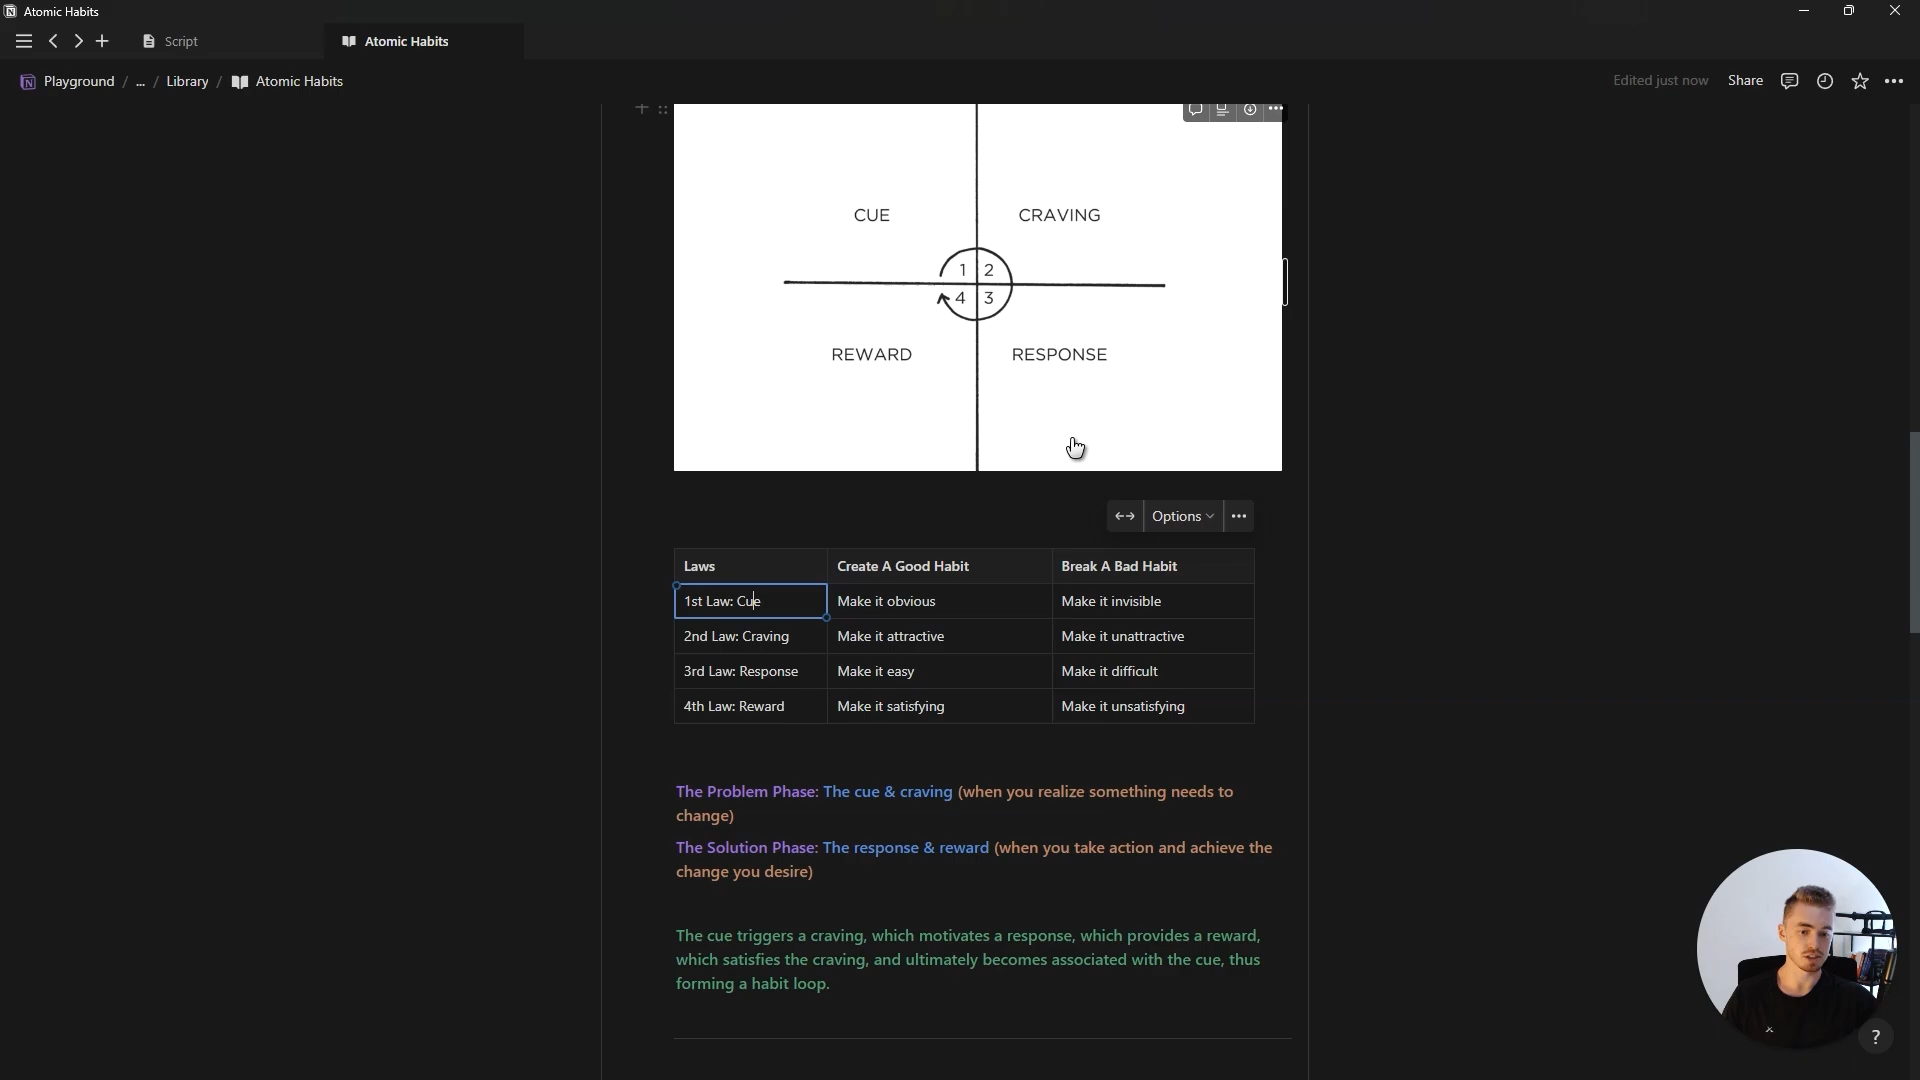 Atomic Habits
Script
Atomic Habits
Playground / ... / Library / Atomic Habits
Edited just now
Share
CUE
CRAVING
1 2
4 3
REWARD
RESPONSE
Options
Laws Create A Good Habit Break A Bad Habit
1st Law: Cue Make it obvious Make it invisible
2nd Law: Craving Make it attractive Make it unattractive
3rd Law: Response Make it easy Make it difficult
4th Law: Reward Make it satisfying Make it unsatisfying
The Problem Phase: The cue & craving (when you realize something needs to
change)
The Solution Phase: The response & reward (when you take action and achieve the
change you desire)
The cue triggers a craving, which motivates a response, which provides a reward,
which satisfies the craving, and ultimately becomes associated with the cue, thus
forming a habit loop.
?